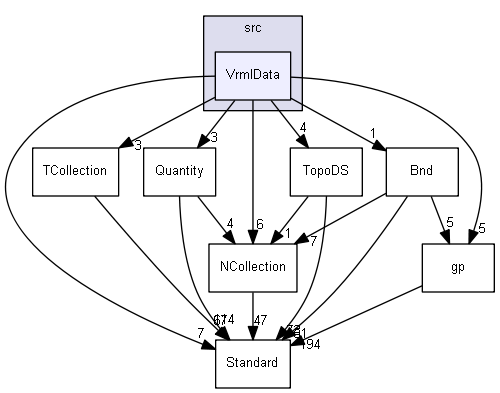 src
VrmlData
3
3
4
1
TCollection
Quantity
TopoDS
Bnd
4
6
1
7
5
5
NCollection
gp
7
47
194
Standard